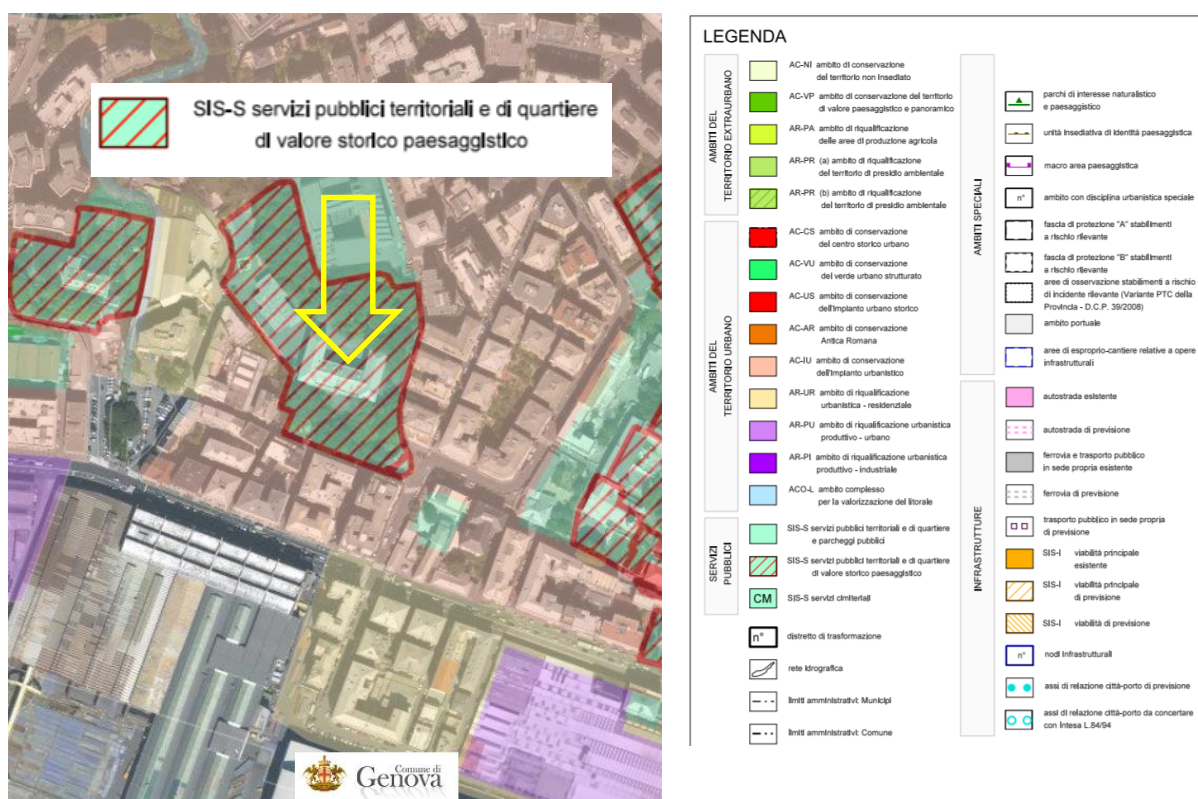 SIS-S servizi pubblici territoriali e di quartiere
di valore storico paesaggistico
Comune di
Genova
LEGENDA
AMBITI DEL
TERRITORIO EXTRAURBANO
AC-NI ambito di conservazione
del territorio non insediato
AC-VP ambito di conservazione del territorio
di valore paesaggistico e panoramico
AR-PA ambito di riqualificazione
delle aree di produzione agricola
AR-PR (a) ambito di riqualificazione
del territorio di presidio ambientale
AR-PR (b) ambito di riqualificazione
del territorio di presidio ambientale
AMBITI DEL
TERRITORIO URBANO
AC-CS ambito di conservazione
del centro storico urbano
AC-VU ambito di conservazione
del verde urbano strutturato
AC-US ambito di conservazione
dell'impianto urbano storico
AC-AR ambito di conservazione
Antica Romana
AC-IU ambito di conservazione
dell'impianto urbanistico
AR-UR ambito di riqualificazione
urbanistica - residenziale
AR-PU ambito di riqualificazione urbanistica
produttivo - urbano
AR-PI ambito di riqualificazione urbanistica
produttivo - industriale
ACO-L ambito complesso
per la valorizzazione del litorale
SERVIZI
PUBBLICI
SIS-S servizi pubblici territoriali e di quartiere
e parcheggi pubblici
SIS-S servizi pubblici territoriali e di quartiere
di valore storico paesaggistico
CM SIS-S servizi cimiteriali
n° distretto di trasformazione
rete idrografica
limiti amministrativi: Municipi
limiti amministrativi: Comune
AMBITI SPECIALI
parchi di interesse naturalistico
e paesaggistico
unità insediativa di identità paesaggistica
macro area paesaggistica
n° ambito con disciplina urbanistica speciale
fascia di protezione "A" stabilimenti
a rischio rilevante
fascia di protezione "B" stabilimenti
a rischio rilevante
aree di osservazione stabilimenti a rischio
di incidente rilevante (Variante PTC della
Provincia - D.C.P. 39/2008)
ambito portuale
aree di esproprio-cantiere relative a opere
infrastrutturali
INFRASTRUTTURE
autostrada esistente
autostrada di previsione
ferrovia e trasporto pubblico
in sede propria esistente
ferrovia di previsione
trasporto pubblico in sede propria
di previsione
SIS-I viabilità principale
esistente
SIS-I viabilità principale
di previsione
SIS-I viabilità di previsione
n° nodi infrastrutturali
assi di relazione città-porto di previsione
assi di relazione città-porto da concertare
con Intesa L.84/94